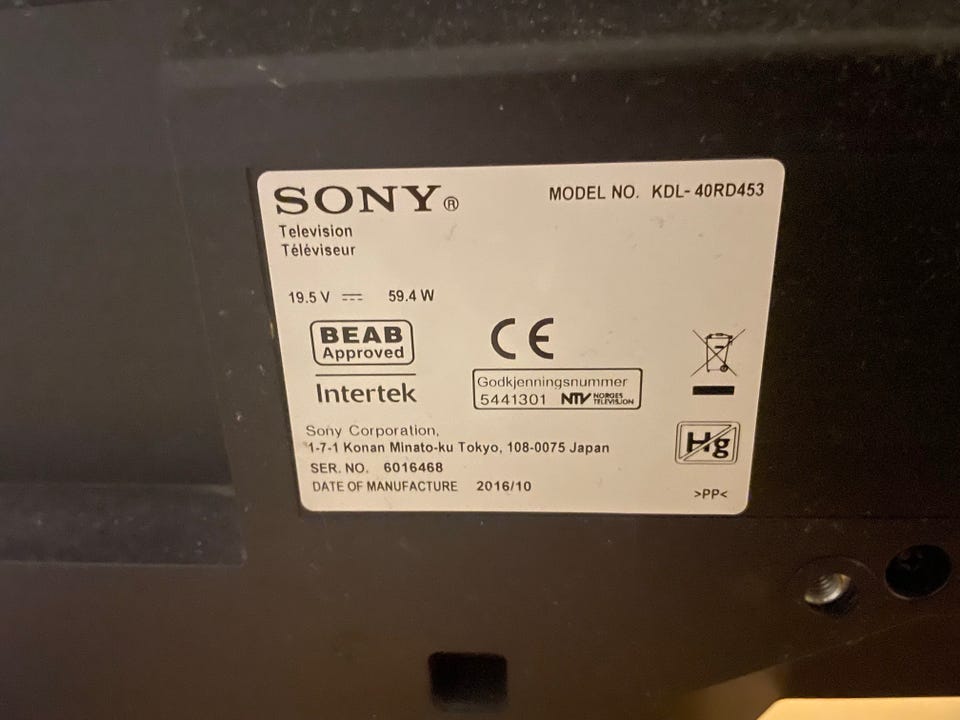 SONY®
MODEL NO. KDL-40RD453
Television
Téléviseur
19.5 V ⎓ 59.4 W
BEAB
Approved
CE
Intertek
Godkjenningsnummer
5441301 NTV NORGES TELEVISJON
Hg
Sony Corporation,
1-7-1 Konan Minato-ku Tokyo, 108-0075 Japan
SER. NO. 6016468
DATE OF MANUFACTURE 2016/10
>PP<